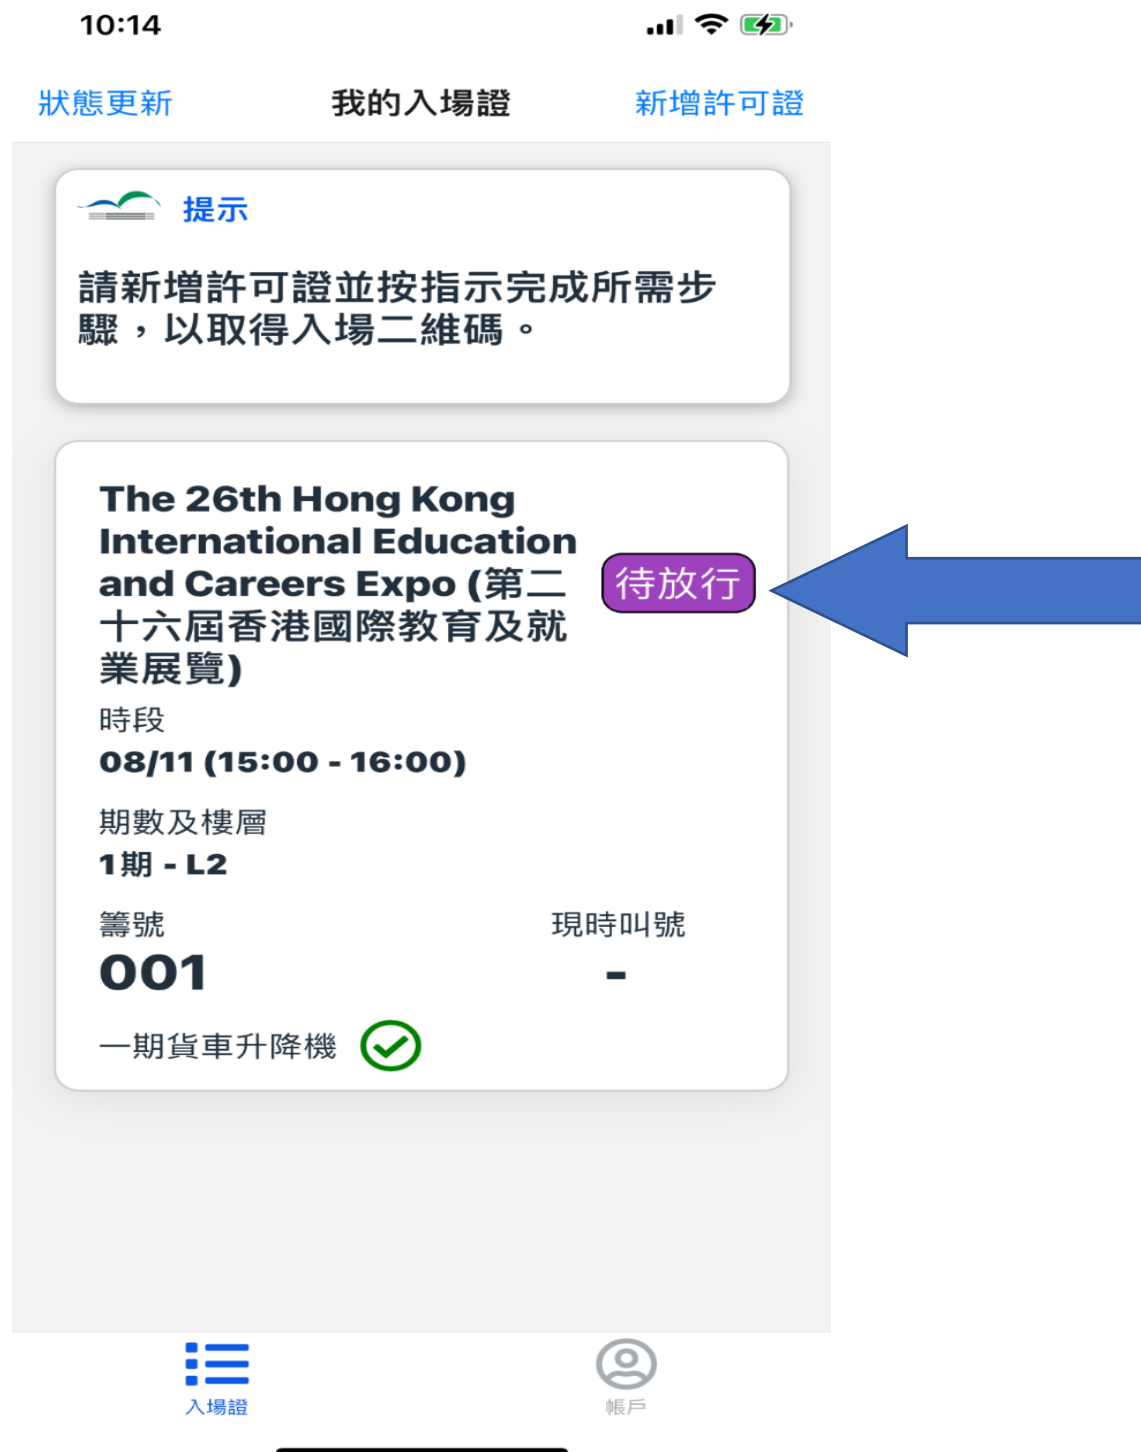 10:14
狀態更新 我的入場證 新增許可證
提示
請新增許可證並按指示完成所需步
驟，以取得入場二維碼。
The 26th Hong Kong
International Education
and Careers Expo (第二
十六屆香港國際教育及就
業展覽)
待放行
時段
08/11 (15:00 - 16:00)
期數及樓層
1期 - L2
籌號 現時叫號
001 -
一期貨車升降機
入場證 帳戶